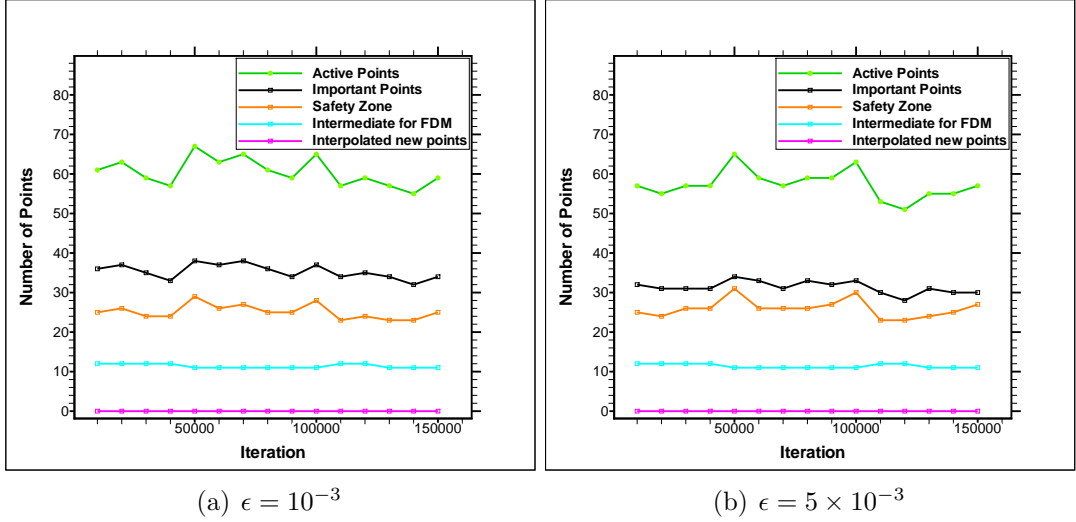 Active Points
Important Points
Safety Zone
Intermediate for FDM
Interpolated new points
80
70
60
50
40
30
20
10
0
Number of Points
50000
100000
150000
Iteration
(a) ϵ = 10⁻³
Active Points
Important Points
Safety Zone
Intermediate for FDM
Interpolated new points
80
70
60
50
40
30
20
10
0
Number of Points
50000
100000
150000
Iteration
(b) ϵ = 5 × 10⁻³